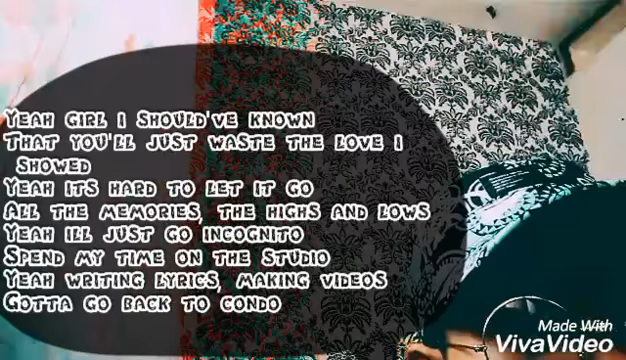 Yeah girl I should've known
That you'll just waste the love I
showed
Yeah its hard to let it go
All the memories, the highs and lows
Yeah ill just go incognito
Spend my time on the studio
Yeah writing lyrics, making videos
Gotta go back to condo
Made With
VivaVideo